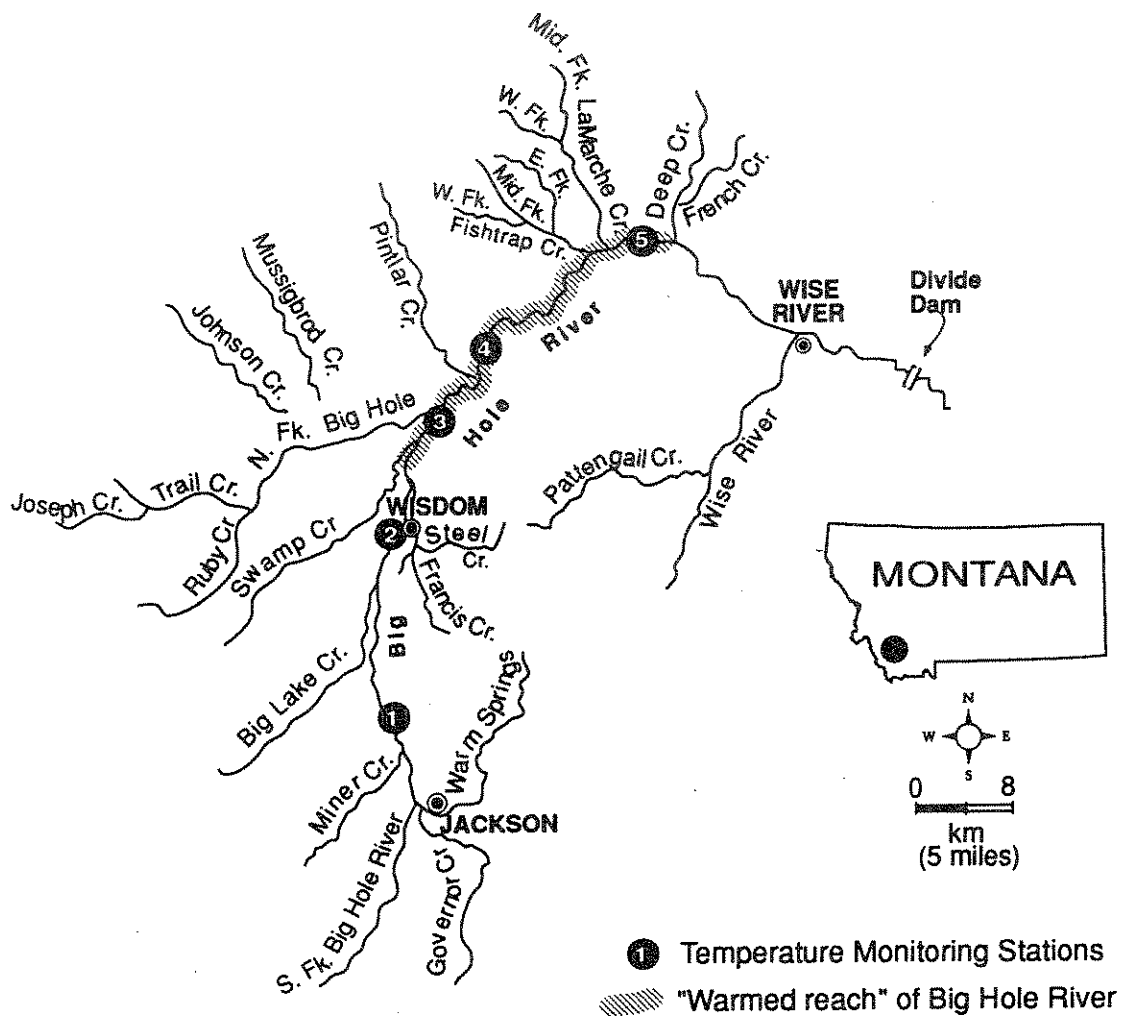 Mid. Fk. LaMarche Cr.
W. Fk.
E. Fk.
Mid. Fk.
W. Fk.
Fishtrap Cr.
Deep Cr.
French Cr.
5
Pintlar Cr.
Mussigbrod Cr.
Johnson Cr.
WISE
RIVER
Divide
Dam
4
3
N. Fk. Big Hole
Big Hole River
Joseph Cr.
Trail Cr.
Ruby Cr
Swamp Cr
WISDOM
2
Steel
Cr.
Francis Cr.
Pattengail Cr.
Wise River
Big Lake Cr.
1
Warm Springs
Miner Cr.
JACKSON
S. Fk. Big Hole River
Governor Cr
MONTANA
N
W E
S
0 8
km
(5 miles)
1 Temperature Monitoring Stations
"Warmed reach" of Big Hole River